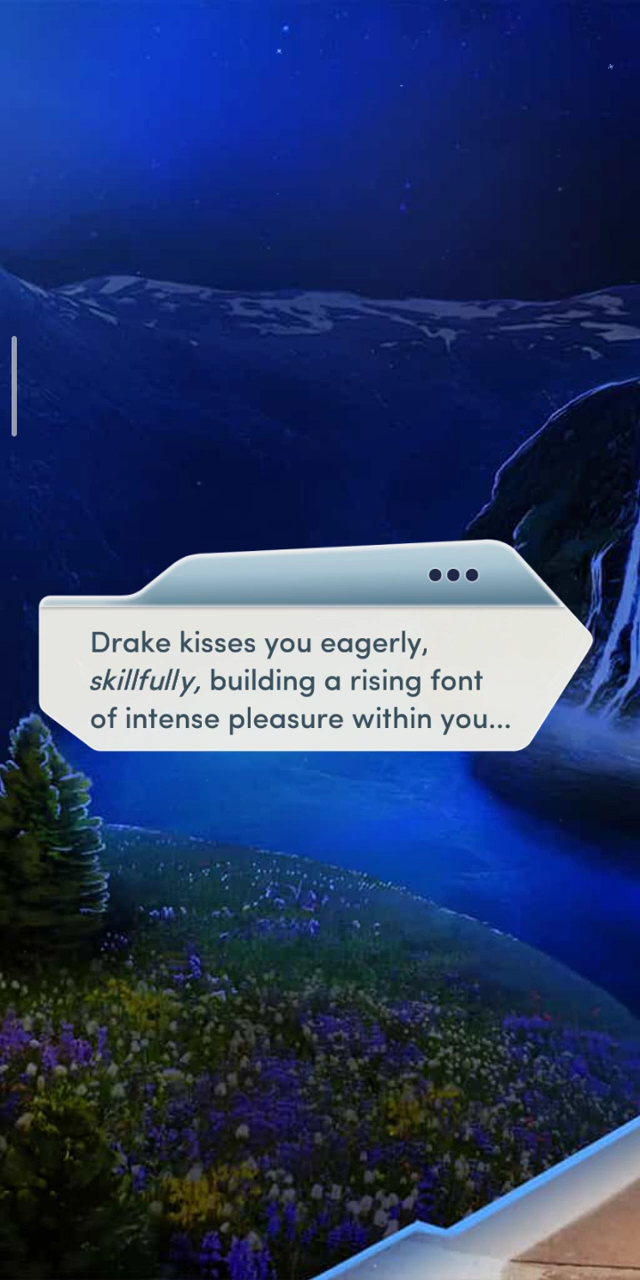 Drake kisses you eagerly,
skillfully, building a rising font
of intense pleasure within you...